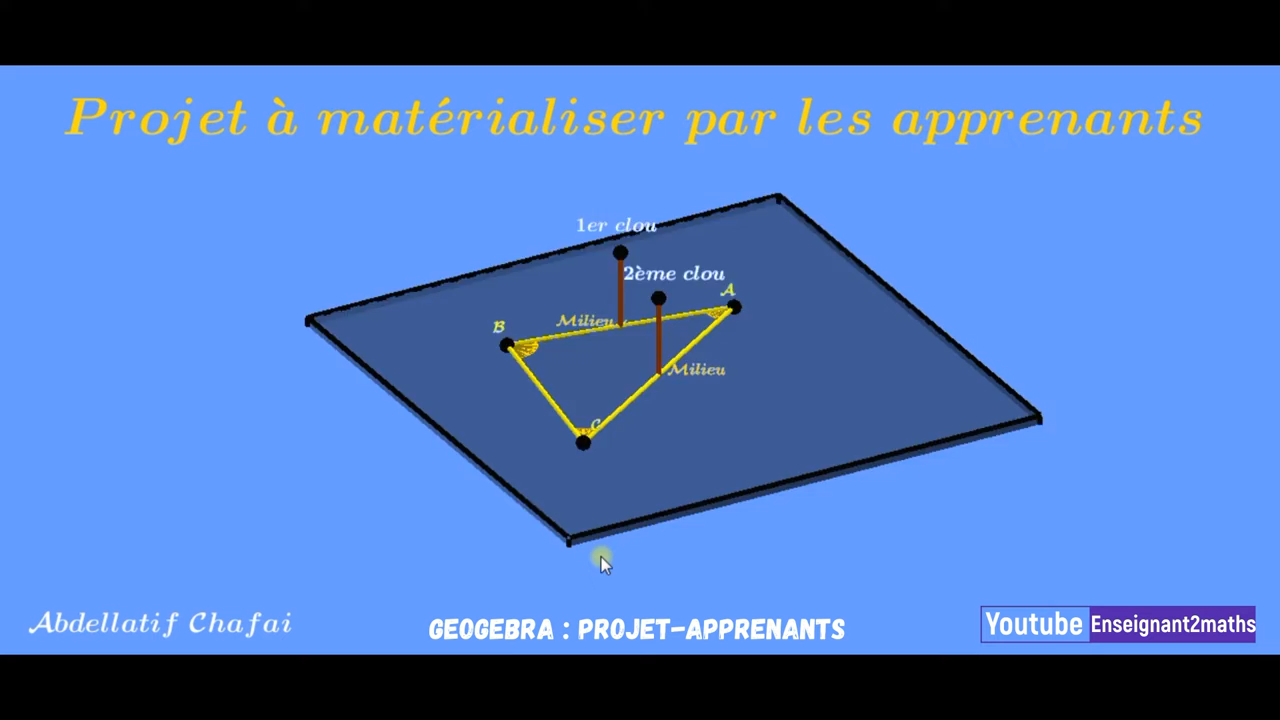 Projet à matérialiser par les apprenants
1er clou
2ème clou
A
Milieu
B
Milieu
C
Abdellatif Chafai
GEOGEBRA : PROJET-APPRENANTS
Youtube Enseignant2maths